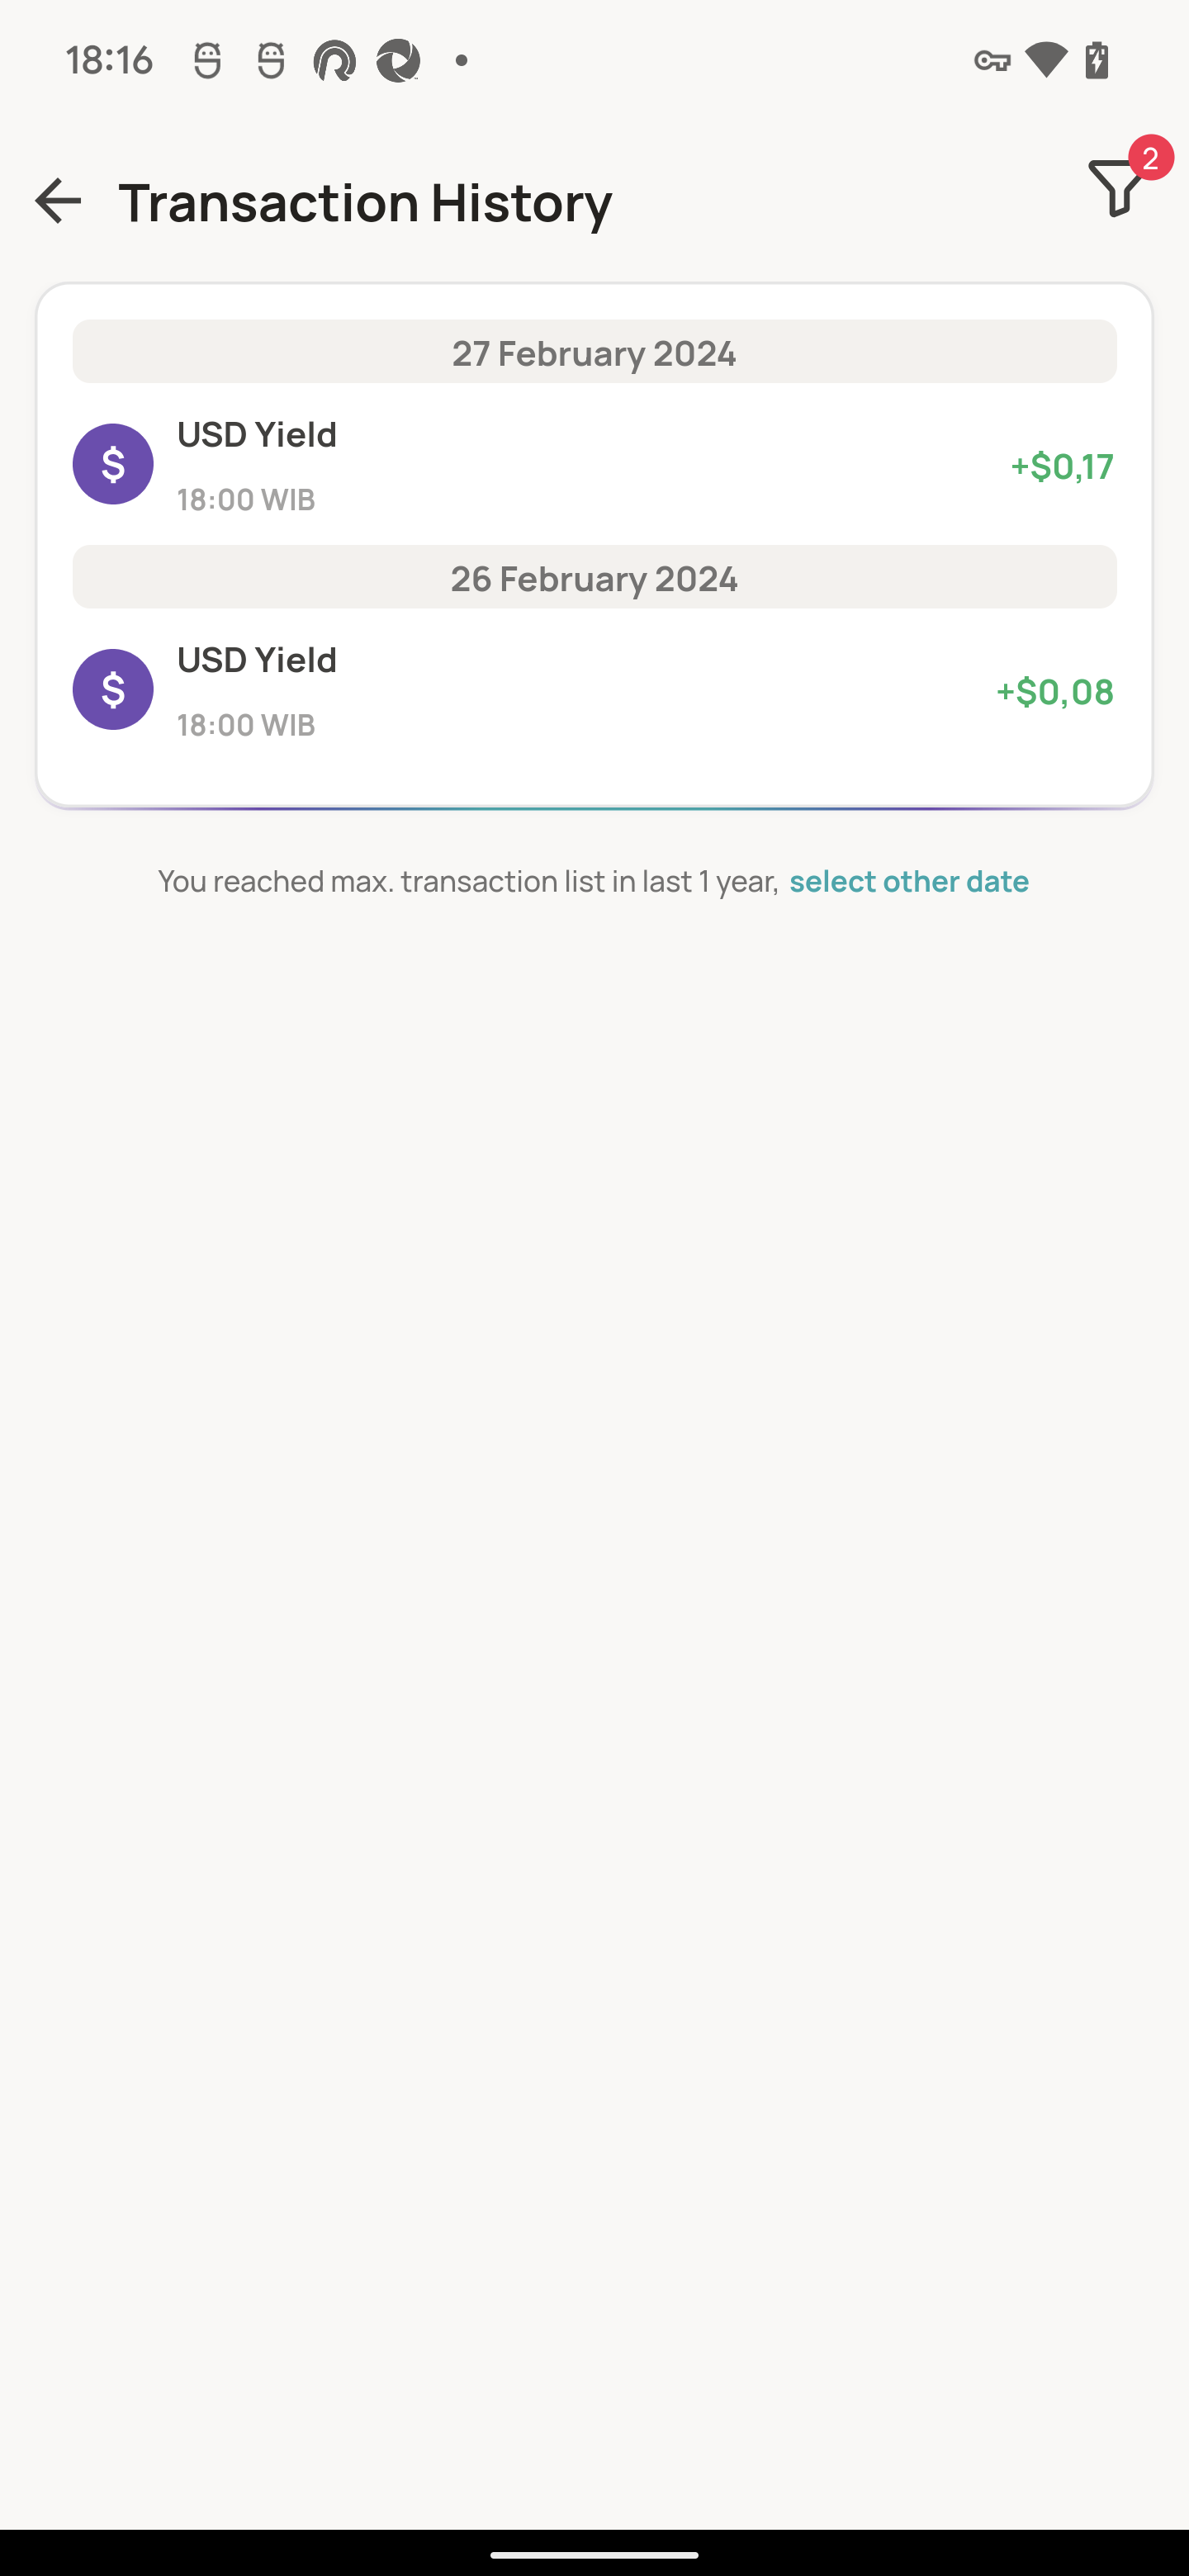 18:16
2
Transaction History
27 February 2024
$
USD Yield
+$0,17
18:00 WIB
26 February 2024
$
USD Yield
+$0,08
18:00 WIB
You reached max. transaction list in last 1 year, select other date